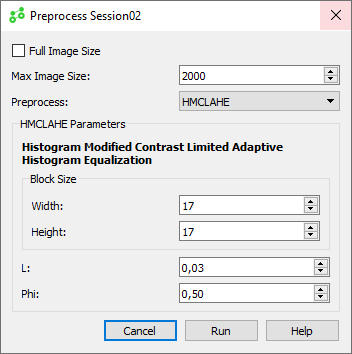 Preprocess Session02
Full Image Size
Max Image Size: 2000
Preprocess: HMCLAHE
HMCLAHE Parameters
Histogram Modified Contrast Limited Adaptive
Histogram Equalization
Block Size
Width: 17
Height: 17
L: 0,03
Phi: 0,50
Cancel Run Help